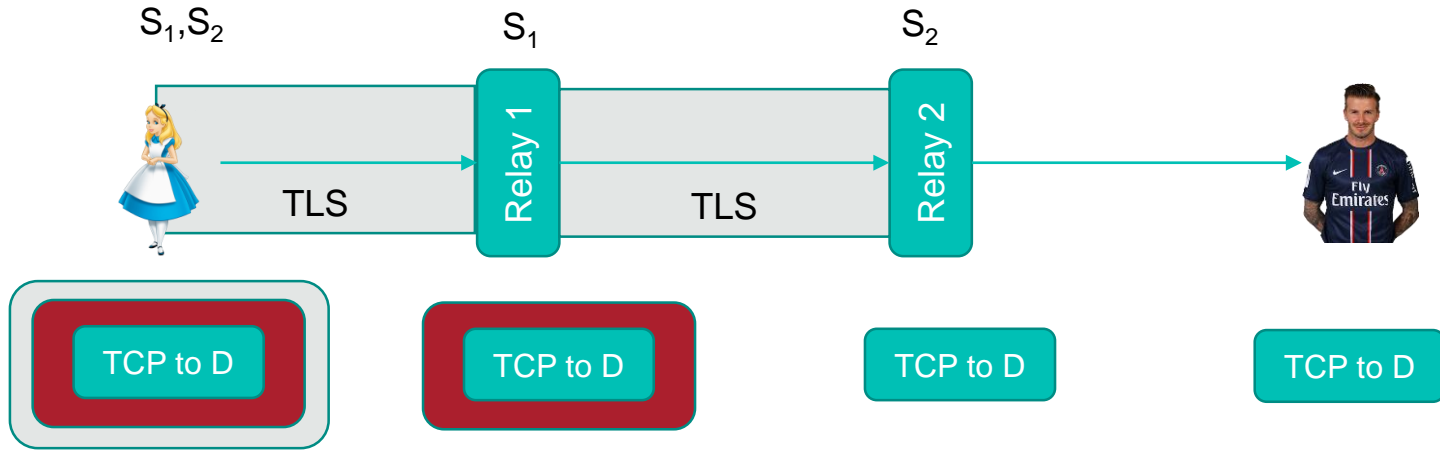 S1,S2
S1
S2
Relay 1
Relay 2
TLS
TLS
Fly
Emirates
TCP to D
TCP to D
TCP to D
TCP to D